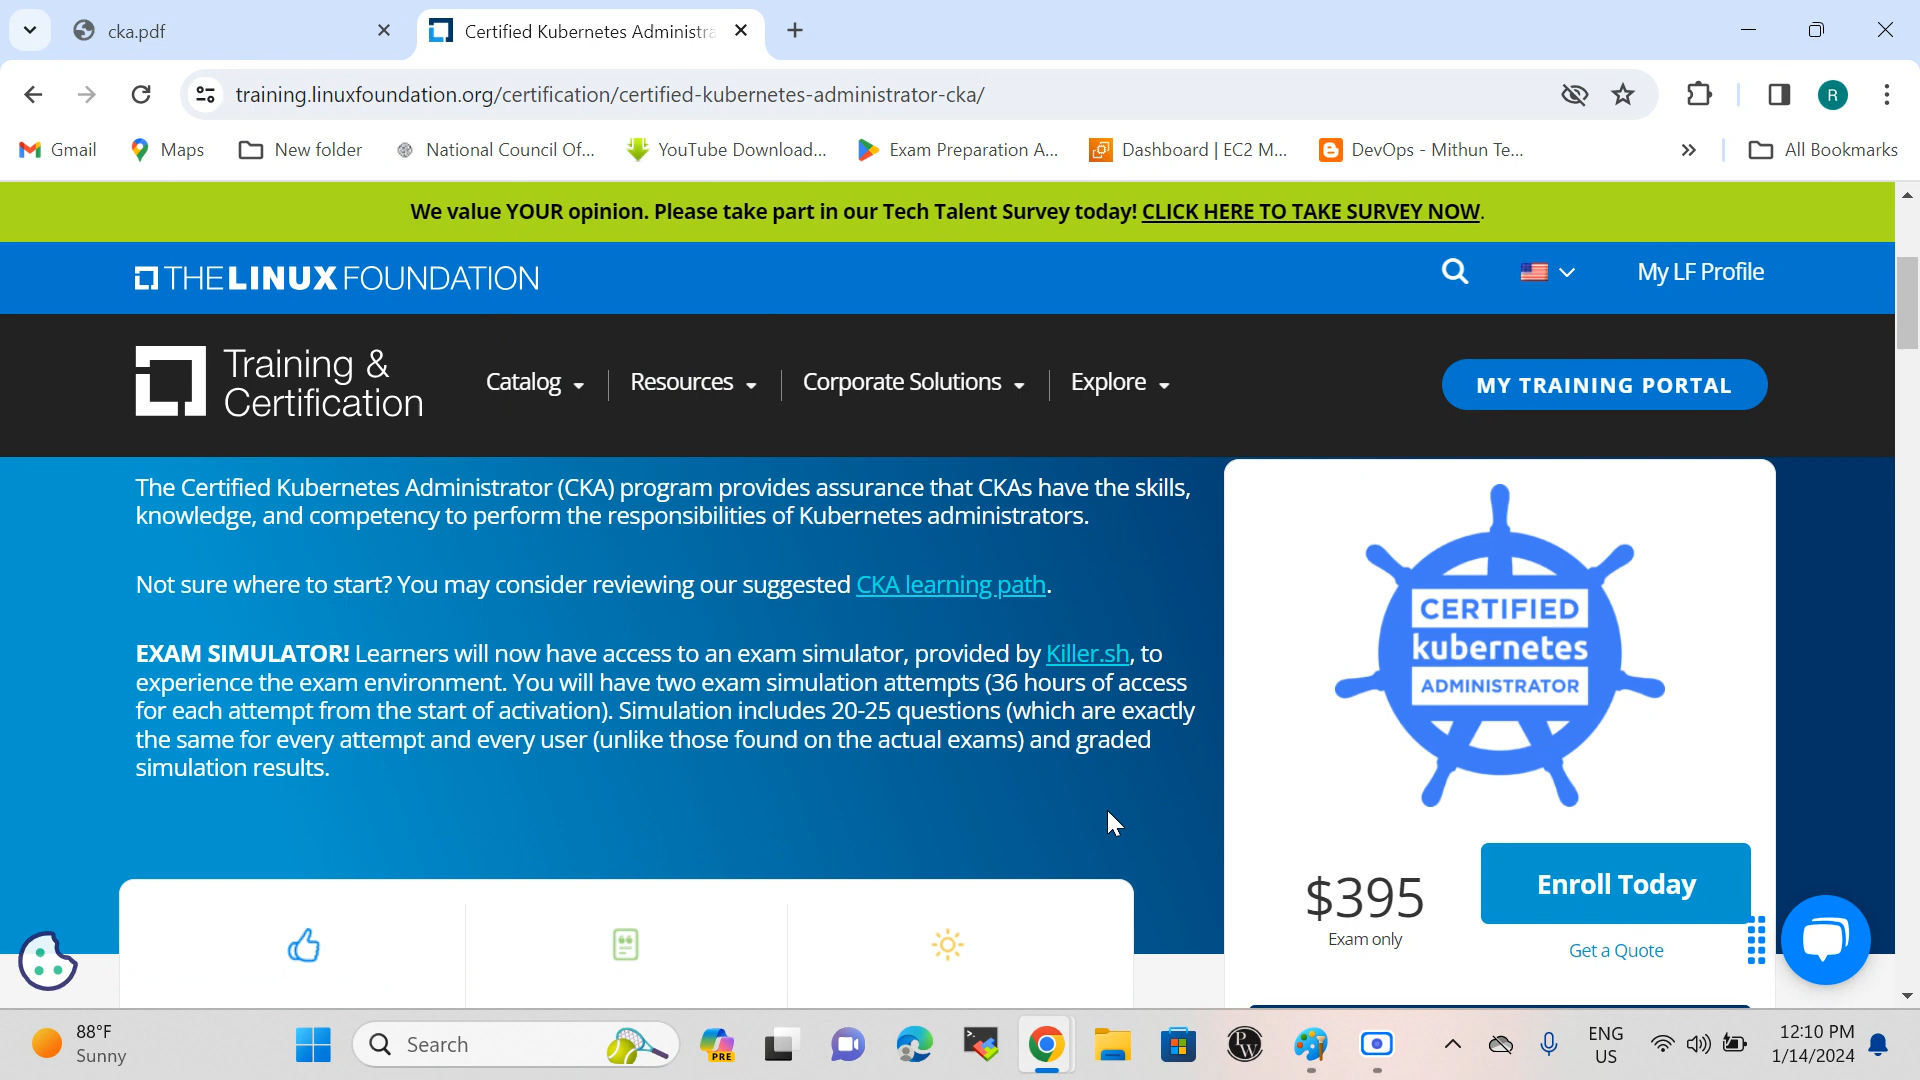 cka.pdf
Certified Kubernetes Administra
training.linuxfoundation.org/certification/certified-kubernetes-administrator-cka/
R
Gmail
Maps
New folder
National Council Of...
YouTube Download...
Exam Preparation A...
Dashboard | EC2 M...
DevOps - Mithun Te...
All Bookmarks
We value YOUR opinion. Please take part in our Tech Talent Survey today! CLICK HERE TO TAKE SURVEY NOW.
THE LINUX FOUNDATION
My LF Profile
Training &
Certification
Catalog
Resources
Corporate Solutions
Explore
MY TRAINING PORTAL
The Certified Kubernetes Administrator (CKA) program provides assurance that CKAs have the skills,
knowledge, and competency to perform the responsibilities of Kubernetes administrators.
Not sure where to start? You may consider reviewing our suggested CKA learning path.
EXAM SIMULATOR! Learners will now have access to an exam simulator, provided by Killer.sh, to
experience the exam environment. You will have two exam simulation attempts (36 hours of access
for each attempt from the start of activation). Simulation includes 20-25 questions (which are exactly
the same for every attempt and every user (unlike those found on the actual exams) and graded
simulation results.
CERTIFIED
kubernetes
ADMINISTRATOR
$395
Exam only
Enroll Today
Get a Quote
88°F
Sunny
Search
PRE
PW
ENG
US
12:10 PM
1/14/2024